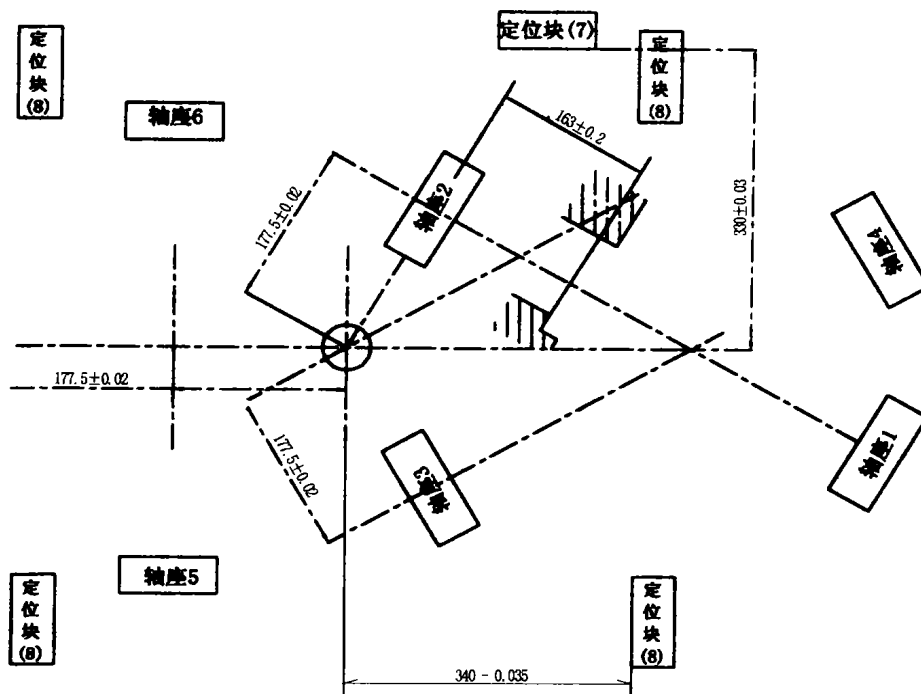 定位块(7)
定
位
块
(8)
定
位
块
(8)
轴座6
163±0.2
轴座2
177.5±0.02
330±0.03
轴座4
177.5±0.02
177.5±0.02
轴座3
轴座1
轴座5
定
位
块
(8)
定
位
块
(8)
340-0.035